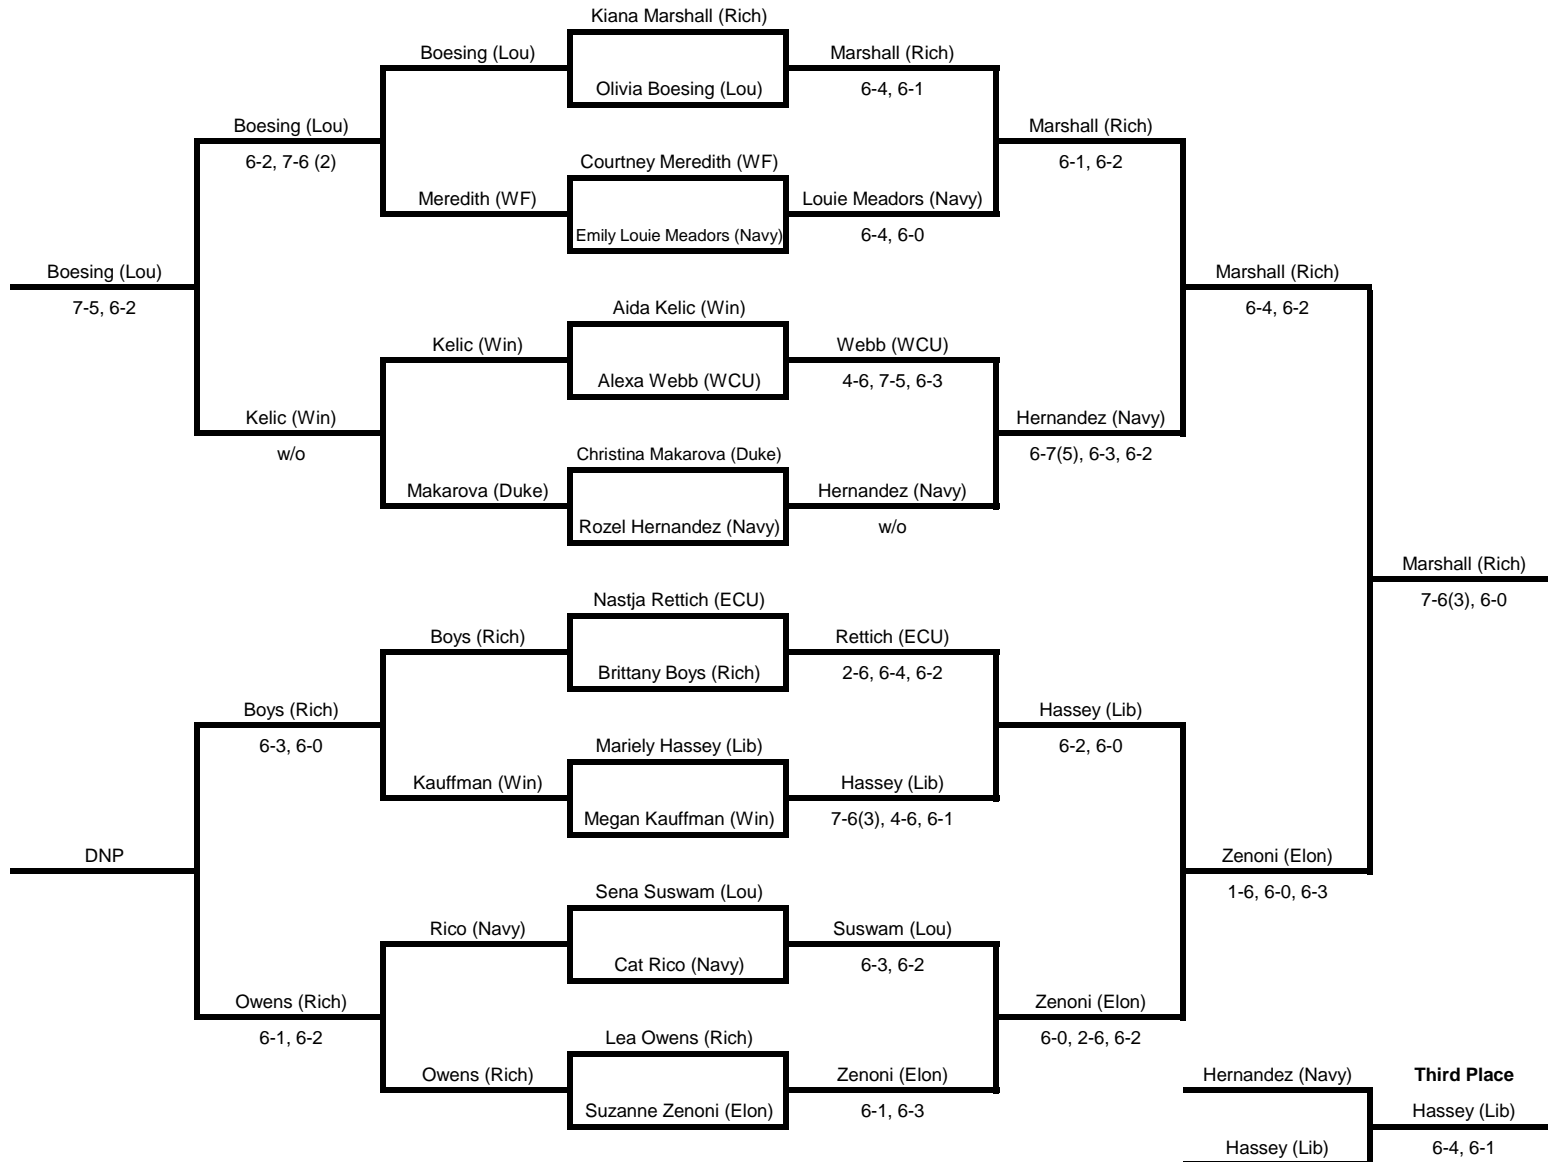 Kiana Marshall (Rich)
Boesing (Lou)
Marshall (Rich)
Olivia Boesing (Lou)
6-4, 6-1
Boesing (Lou)
Marshall (Rich)
6-2, 7-6 (2)
Courtney Meredith (WF)
6-1, 6-2
Meredith (WF)
Louie Meadors (Navy)
Emily Louie Meadors (Navy)
6-4, 6-0
Boesing (Lou)
Marshall (Rich)
7-5, 6-2
Aida Kelic (Win)
6-4, 6-2
Kelic (Win)
Webb (WCU)
Alexa Webb (WCU)
4-6, 7-5, 6-3
Kelic (Win)
Hernandez (Navy)
w/o
Christina Makarova (Duke)
6-7(5), 6-3, 6-2
Makarova (Duke)
Hernandez (Navy)
Rozel Hernandez (Navy)
w/o
Marshall (Rich)
Nastja Rettich (ECU)
7-6(3), 6-0
Boys (Rich)
Rettich (ECU)
Brittany Boys (Rich)
2-6, 6-4, 6-2
Boys (Rich)
Hassey (Lib)
6-3, 6-0
Mariely Hassey (Lib)
6-2, 6-0
Kauffman (Win)
Hassey (Lib)
Megan Kauffman (Win)
7-6(3), 4-6, 6-1
DNP
Zenoni (Elon)
Sena Suswam (Lou)
1-6, 6-0, 6-3
Rico (Navy)
Suswam (Lou)
Cat Rico (Navy)
6-3, 6-2
Owens (Rich)
Zenoni (Elon)
6-1, 6-2
Lea Owens (Rich)
6-0, 2-6, 6-2
Owens (Rich)
Zenoni (Elon)
Hernandez (Navy)
Third Place
Suzanne Zenoni (Elon)
6-1, 6-3
Hassey (Lib)
Hassey (Lib)
6-4, 6-1